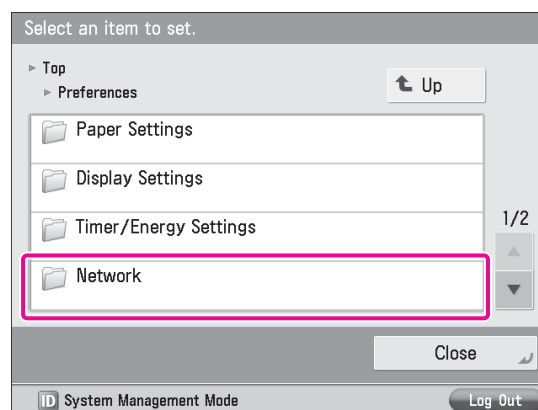 Select an item to set.
Top
Preferences
Up
Paper Settings
Display Settings
Timer/Energy Settings
1/2
Network
Close
ID System Management Mode
Log Out